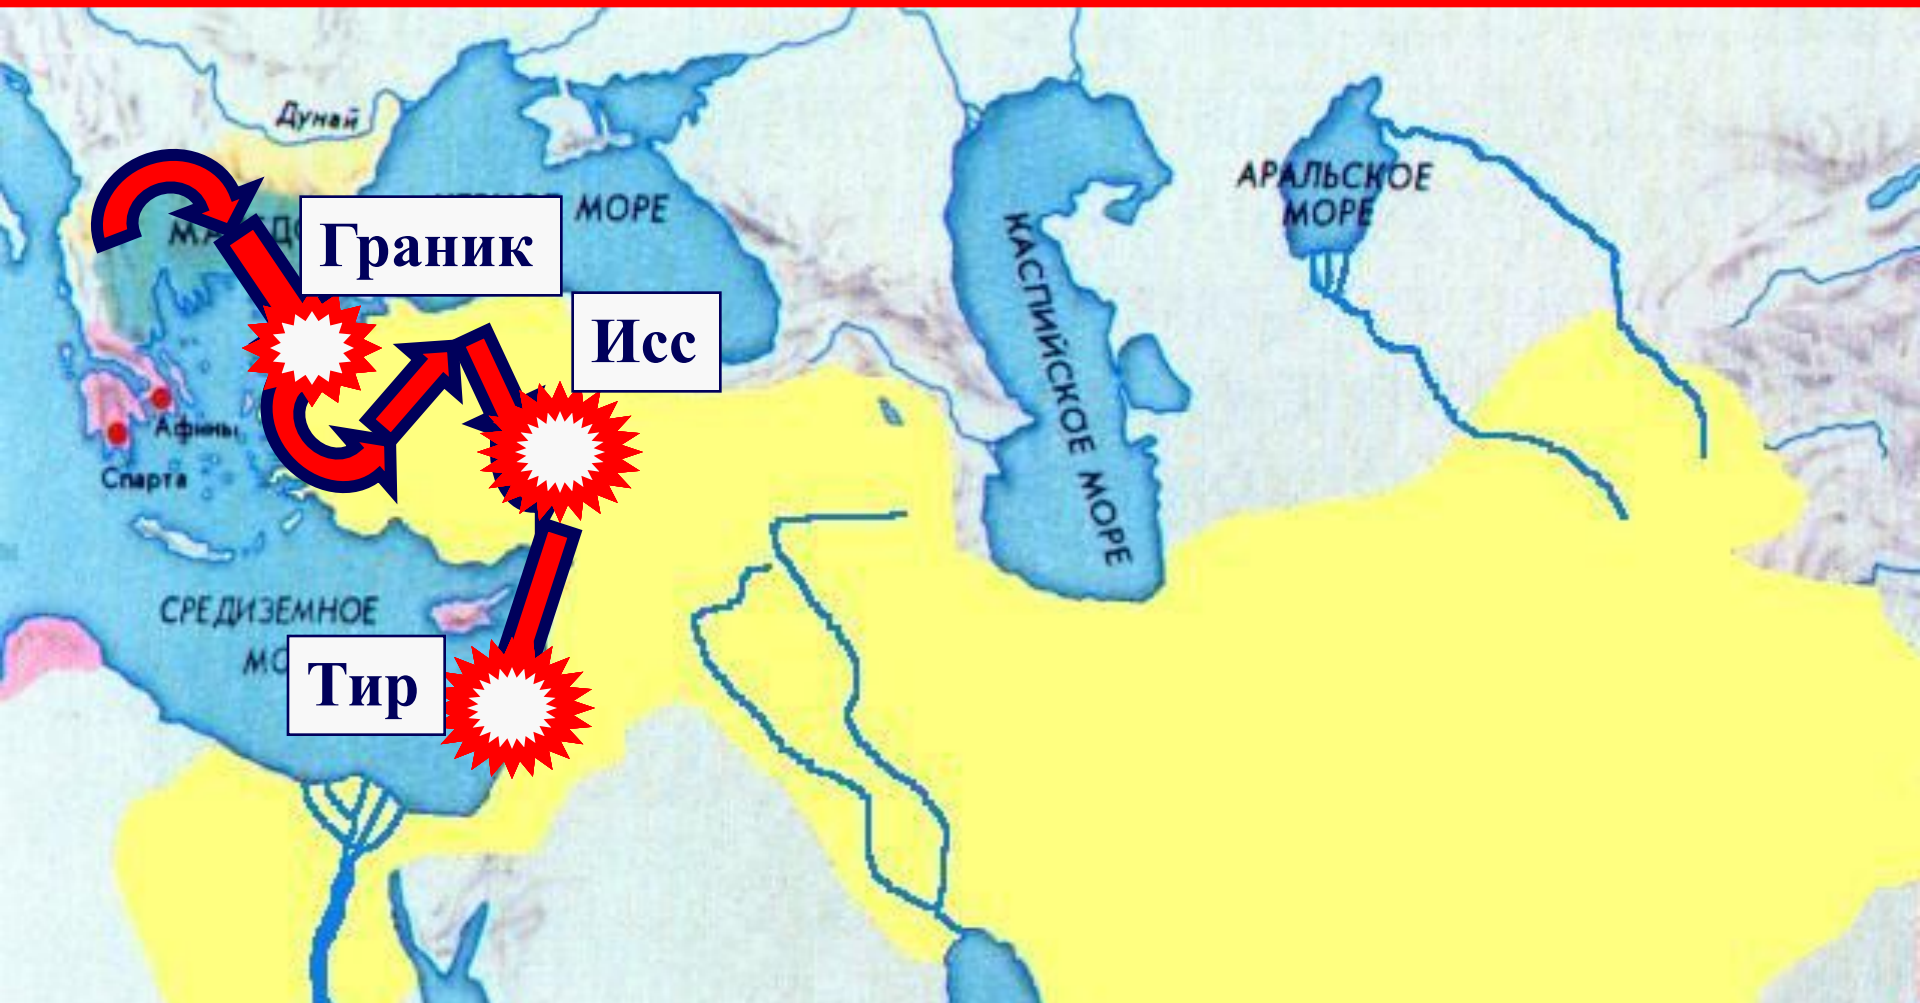 Дунай
АРАЛЬСКОЕ
МОРЕ
МОРЕ
Граник
КАСПИЙСКОЕ МОРЕ
Исс
Афины
Спарта
СРЕДИЗЕМНОЕ
Тир